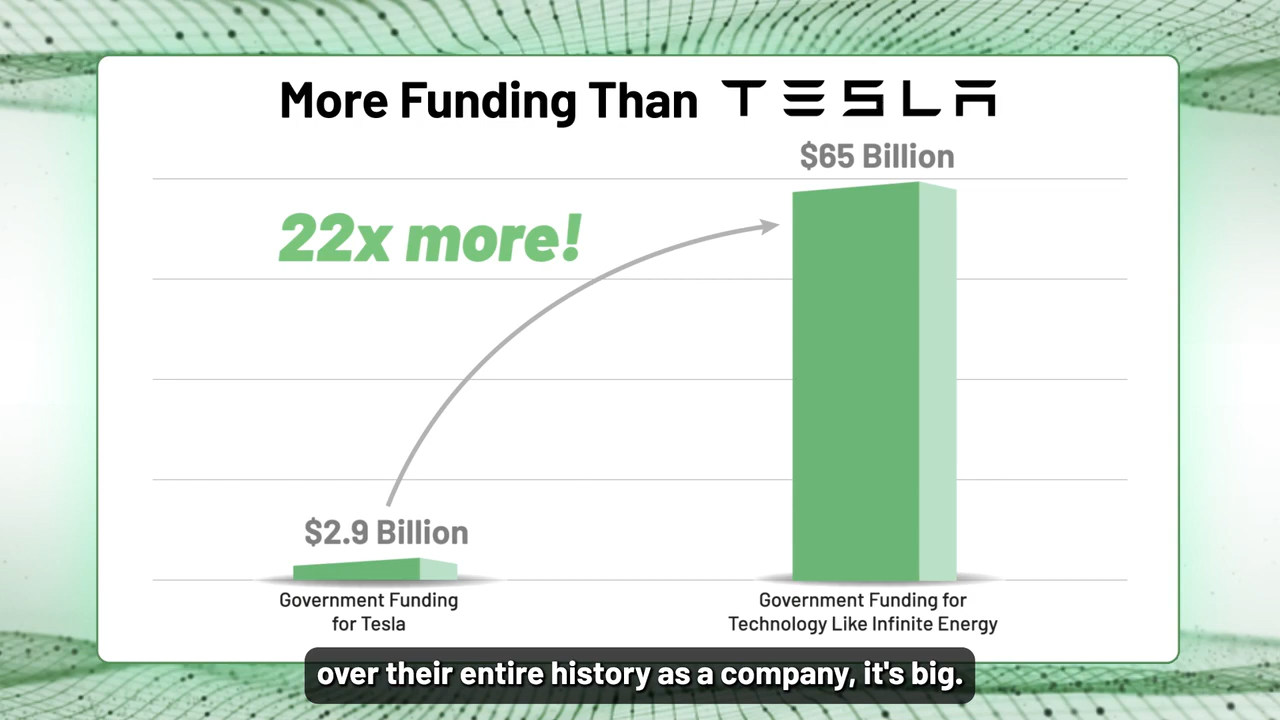 More Funding Than TESLA
$65 Billion
22x more!
$2.9 Billion
Government Funding
for Tesla
Government Funding for
Technology Like Infinite Energy
over their entire history as a company, it's big.